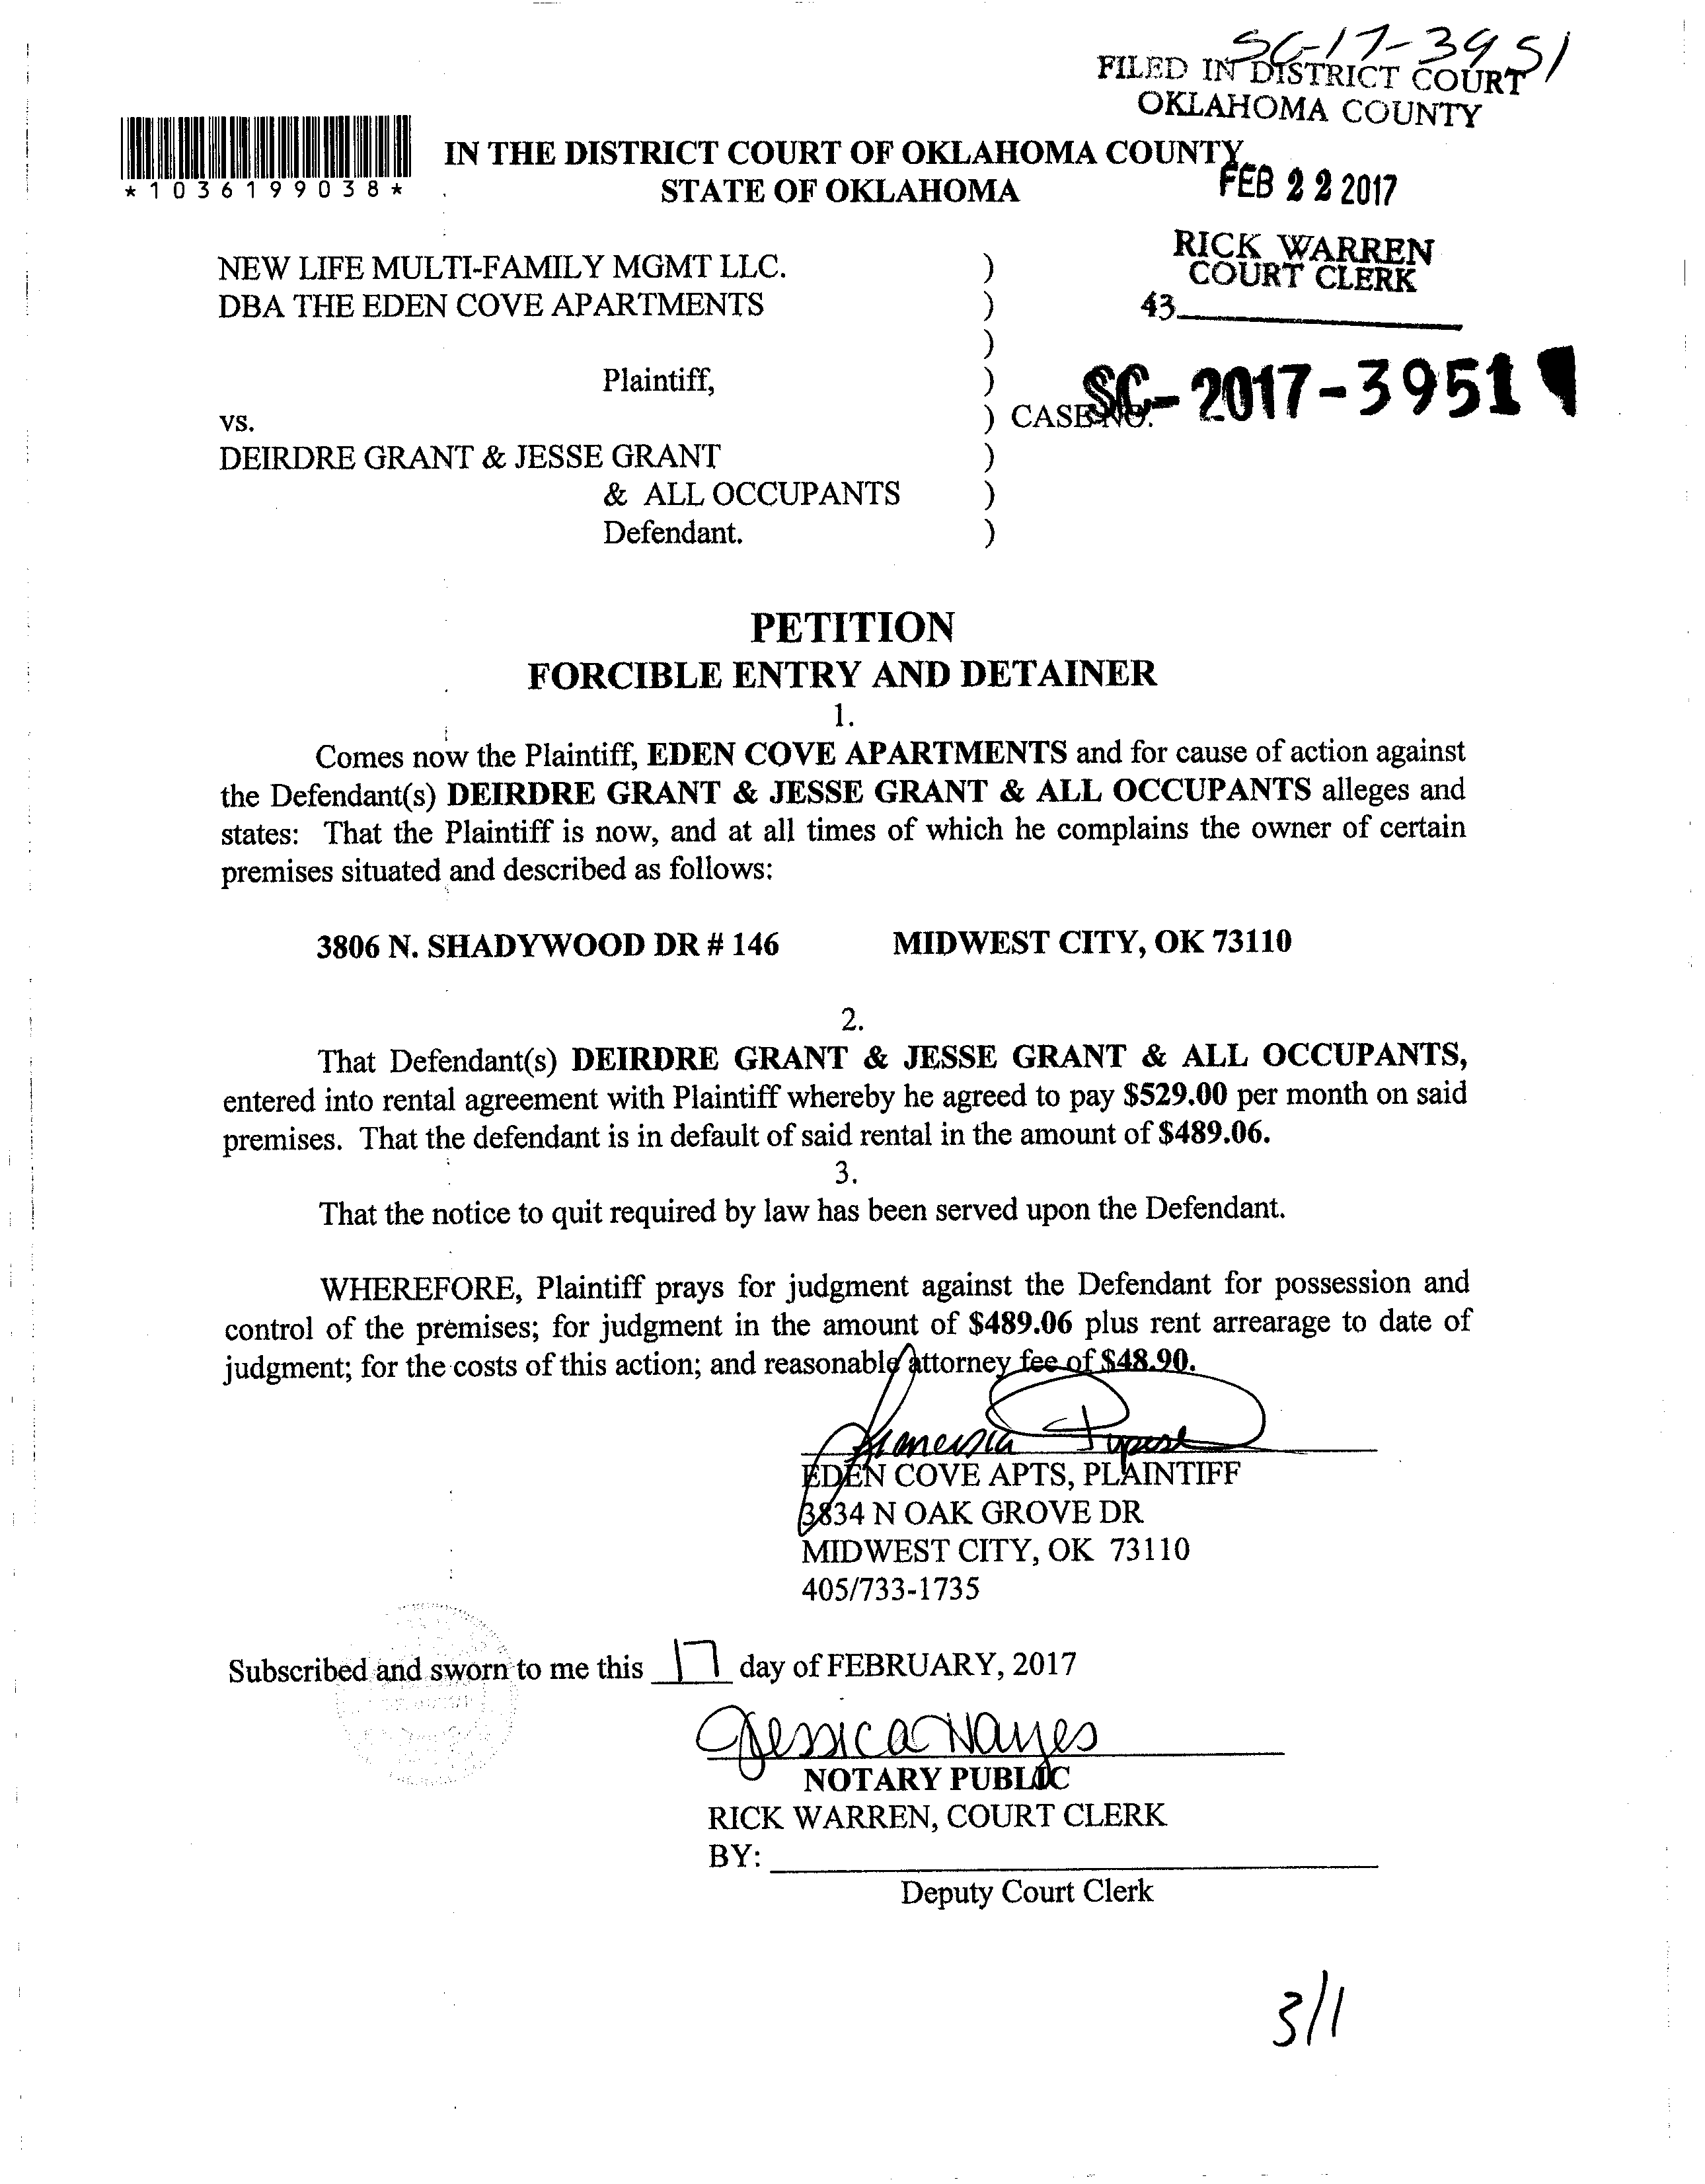 SC-17-3951
FILED IN DISTRICT COURT
OKLAHOMA COUNTY
*1036199038*
IN THE DISTRICT COURT OF OKLAHOMA COUNTY
STATE OF OKLAHOMA
FEB 22 2017
RICK WARREN
COURT CLERK
43
NEW LIFE MULTI-FAMILY MGMT LLC. )
DBA THE EDEN COVE APARTMENTS )
)
Plaintiff, )
vs. ) CASE NO. SC-2017-3951
DEIRDRE GRANT & JESSE GRANT )
& ALL OCCUPANTS )
Defendant. )
PETITION
FORCIBLE ENTRY AND DETAINER
1.
Comes now the Plaintiff, EDEN COVE APARTMENTS and for cause of action against
the Defendant(s) DEIRDRE GRANT & JESSE GRANT & ALL OCCUPANTS alleges and
states: That the Plaintiff is now, and at all times of which he complains the owner of certain
premises situated and described as follows:
3806 N. SHADYWOOD DR # 146 MIDWEST CITY, OK 73110
2.
That Defendant(s) DEIRDRE GRANT & JESSE GRANT & ALL OCCUPANTS,
entered into rental agreement with Plaintiff whereby he agreed to pay $529.00 per month on said
premises. That the defendant is in default of said rental in the amount of $489.06.
3.
That the notice to quit required by law has been served upon the Defendant.
WHEREFORE, Plaintiff prays for judgment against the Defendant for possession and
control of the premises; for judgment in the amount of $489.06 plus rent arrearage to date of
judgment; for the costs of this action; and reasonable attorney fee of $48.90.
EDEN COVE APTS, PLAINTIFF
3834 N OAK GROVE DR
MIDWEST CITY, OK 73110
405/733-1735
Subscribed and sworn to me this 17 day of FEBRUARY, 2017
Jessica Hayes
NOTARY PUBLIC
RICK WARREN, COURT CLERK
BY:
Deputy Court Clerk
3/1